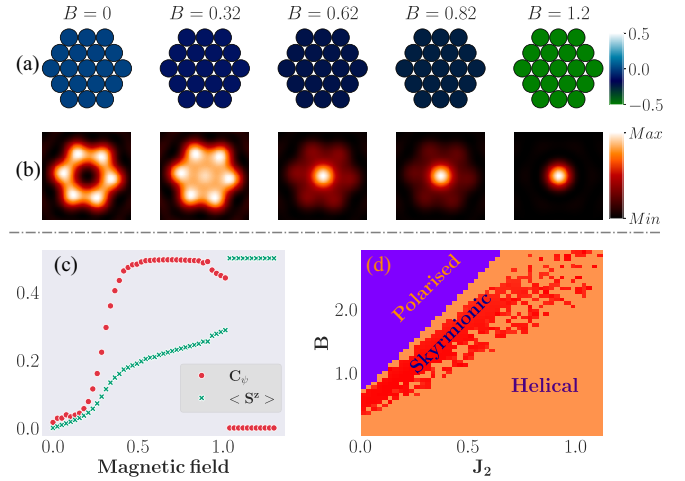 B = 0 B = 0.32 B = 0.62 B = 0.82 B = 1.2
(a)
0.5
0.0
−0.5
(b)
Max
Min
(c)
0.4
0.2
0.0
C_ψ
< S^z >
0.0 0.5 1.0
Magnetic field
(d)
Polarised
Skyrmionic
Helical
B
2.0
1.0
0.0 0.5 1.0
J_2